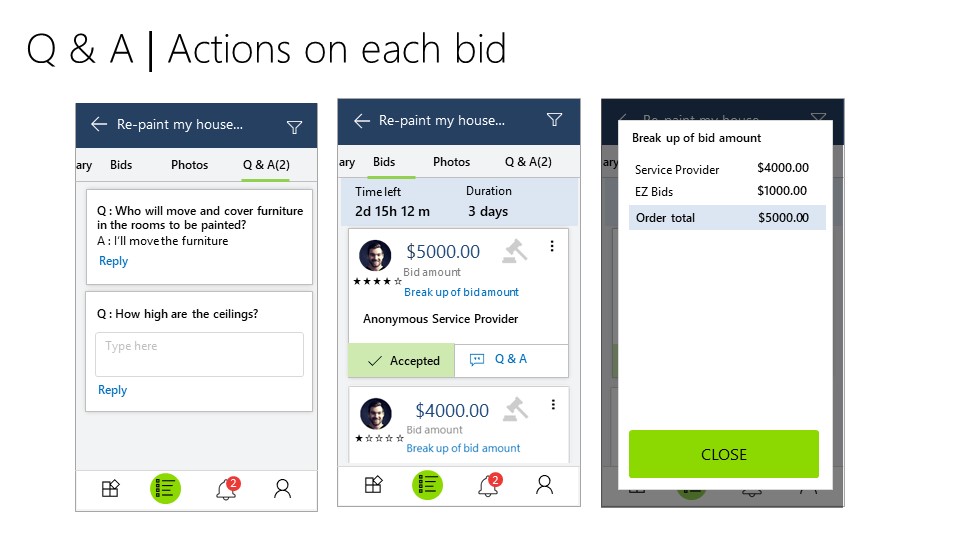 Q & A | Actions on each bid
Re-paint my house...
ary Bids Photos Q & A(2)
Q : Who will move and cover furniture
in the rooms to be painted?
A : I'll move the furniture
Reply
Q : How high are the ceilings?
Type here
Reply
2
Re-paint my house...
ary Bids Photos Q & A(2)
Time left Duration
2d 15h 12 m 3 days
$5000.00
Bid amount
Break up of bid amount
Anonymous Service Provider
Accepted Q & A
$4000.00
Bid amount
Break up of bid amount
2
Re-paint my house...
ary
Break up of bid amount
Service Provider $4000.00
EZ Bids $1000.00
Order total $5000.00
CLOSE